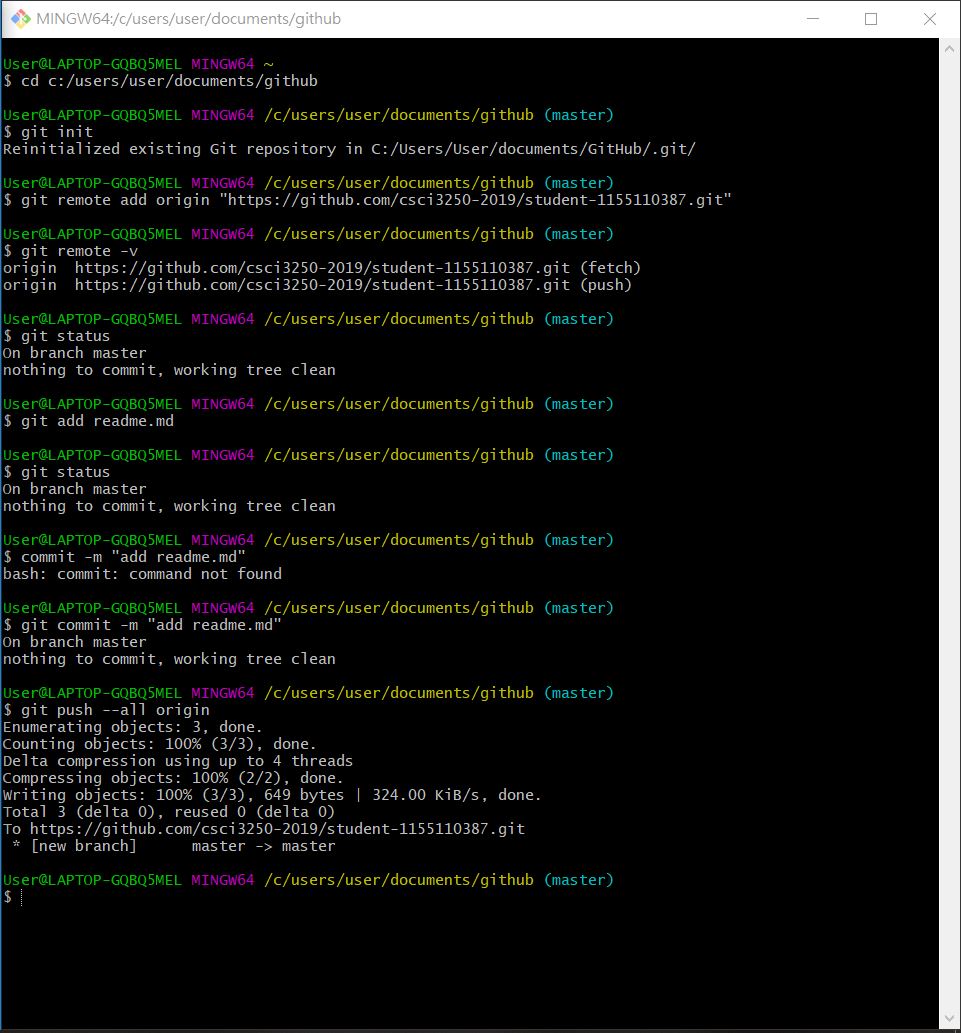 MINGW64:/c/users/user/documents/github
User@LAPTOP-GQBQ5MEL MINGW64 ~
$ cd c:/users/user/documents/github
User@LAPTOP-GQBQ5MEL MINGW64 /c/users/user/documents/github (master)
$ git init
Reinitialized existing Git repository in C:/Users/User/documents/GitHub/.git/
User@LAPTOP-GQBQ5MEL MINGW64 /c/users/user/documents/github (master)
$ git remote add origin "https://github.com/csci3250-2019/student-1155110387.git"
User@LAPTOP-GQBQ5MEL MINGW64 /c/users/user/documents/github (master)
$ git remote -v
origin  https://github.com/csci3250-2019/student-1155110387.git (fetch)
origin  https://github.com/csci3250-2019/student-1155110387.git (push)
User@LAPTOP-GQBQ5MEL MINGW64 /c/users/user/documents/github (master)
$ git status
On branch master
nothing to commit, working tree clean
User@LAPTOP-GQBQ5MEL MINGW64 /c/users/user/documents/github (master)
$ git add readme.md
User@LAPTOP-GQBQ5MEL MINGW64 /c/users/user/documents/github (master)
$ git status
On branch master
nothing to commit, working tree clean
User@LAPTOP-GQBQ5MEL MINGW64 /c/users/user/documents/github (master)
$ commit -m "add readme.md"
bash: commit: command not found
User@LAPTOP-GQBQ5MEL MINGW64 /c/users/user/documents/github (master)
$ git commit -m "add readme.md"
On branch master
nothing to commit, working tree clean
User@LAPTOP-GQBQ5MEL MINGW64 /c/users/user/documents/github (master)
$ git push --all origin
Enumerating objects: 3, done.
Counting objects: 100% (3/3), done.
Delta compression using up to 4 threads
Compressing objects: 100% (2/2), done.
Writing objects: 100% (3/3), 649 bytes | 324.00 KiB/s, done.
Total 3 (delta 0), reused 0 (delta 0)
To https://github.com/csci3250-2019/student-1155110387.git
 * [new branch]      master -> master
User@LAPTOP-GQBQ5MEL MINGW64 /c/users/user/documents/github (master)
$